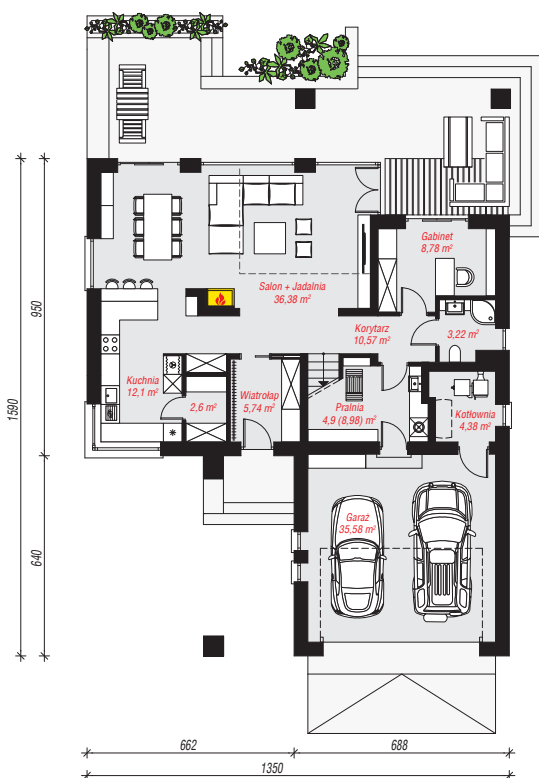 Gabinet
8,78 m²
Salon + Jadalnia
36,38 m²
Korytarz
10,57 m²
3,22 m²
Kuchnia
12,1 m²
2,6 m²
Wiatrołap
5,74 m²
Pralnia
4,9 (8,98) m²
Kotłownia
4,38 m²
Garaż
35,58 m²
950
1590
640
662
688
1350